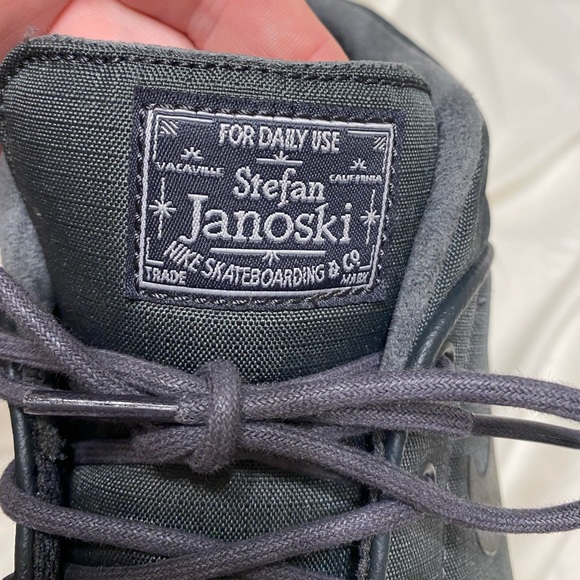 FOR DAILY USE
VACAVILLE CALIFORNIA
Stefan
Janoski
NIKE SKATEBOARDING & CO
TRADE MARK